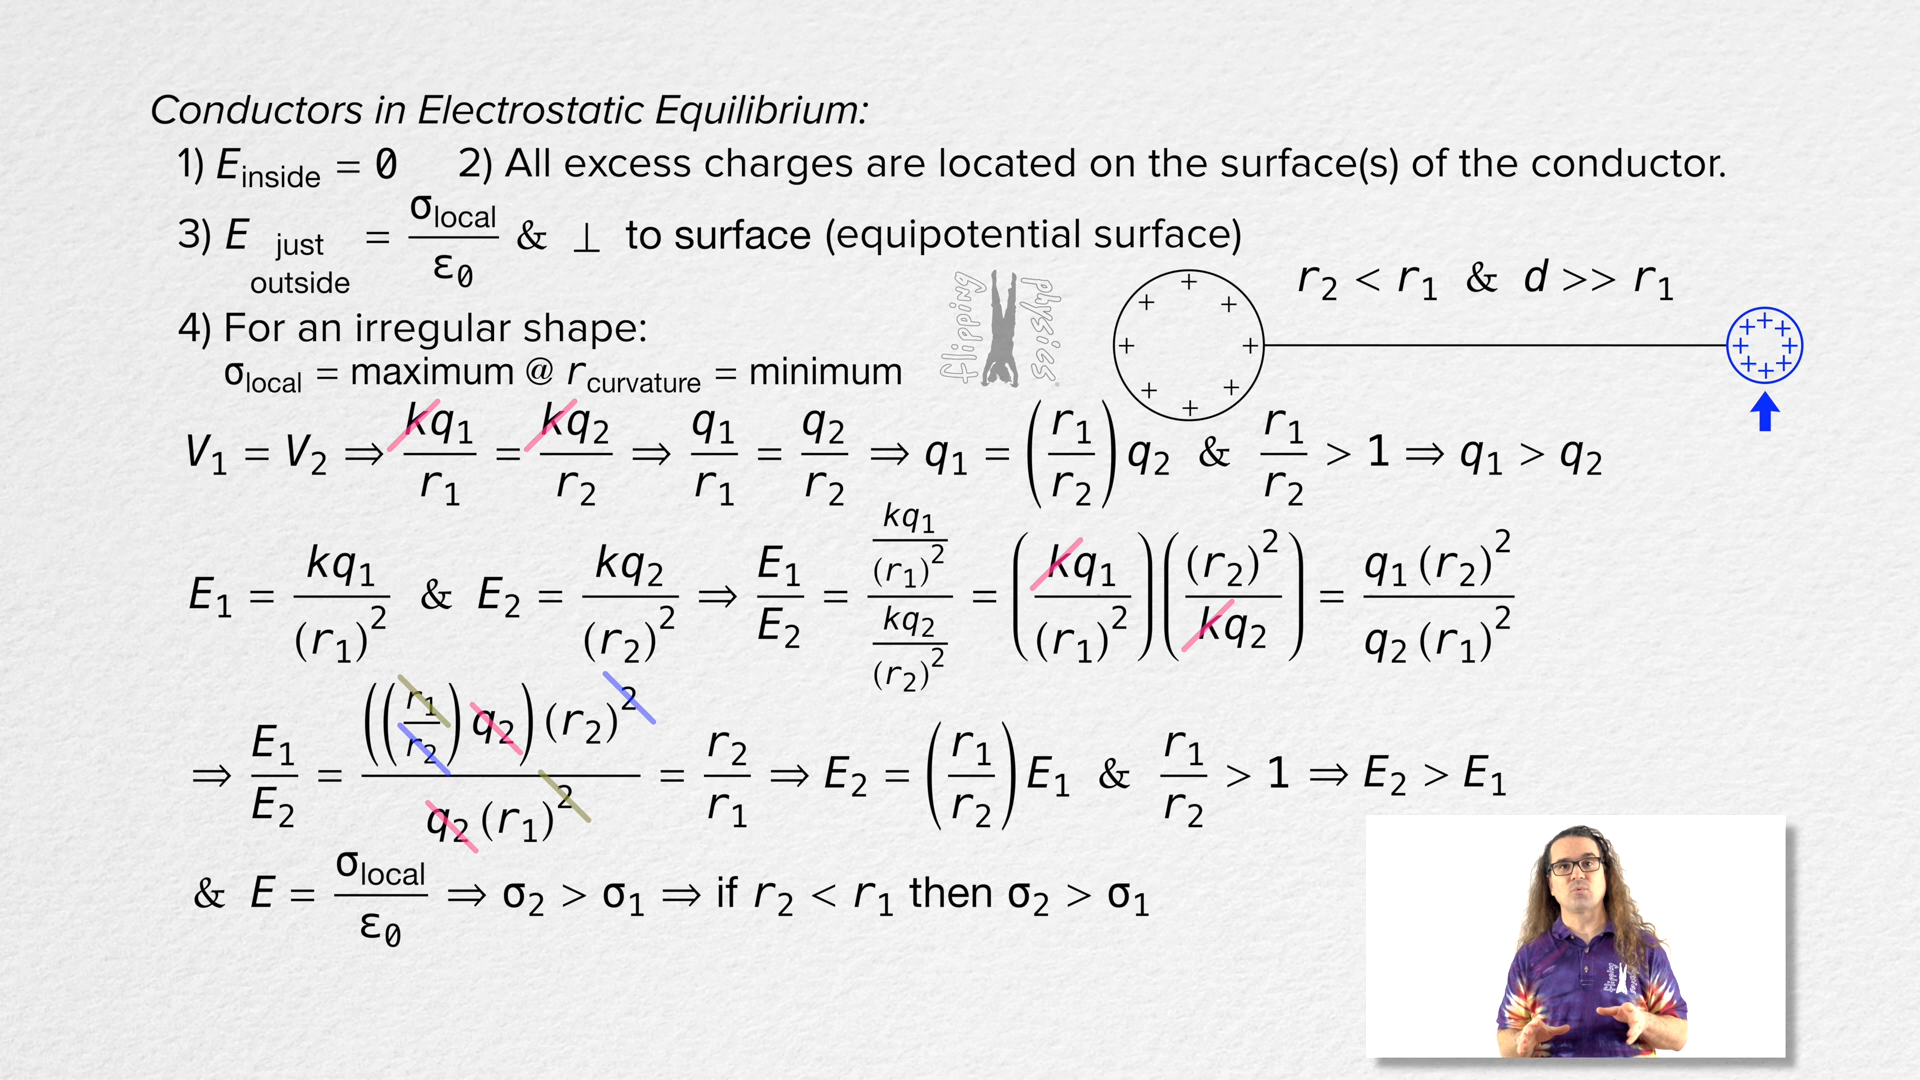 Conductors in Electrostatic Equilibrium:
1) E_inside = 0 2) All excess charges are located on the surface(s) of the conductor.
3) E_just outside = σ_local / ε_0 & ⊥ to surface (equipotential surface)
r_2 < r_1 & d >> r_1
flipping physics
4) For an irregular shape:
σ_local = maximum @ r_curvature = minimum
V_1 = V_2 ⇒ kq_1 / r_1 = kq_2 / r_2 ⇒ q_1 / r_1 = q_2 / r_2 ⇒ q_1 = (r_1 / r_2) q_2 & r_1 / r_2 > 1 ⇒ q_1 > q_2
E_1 = kq_1 / (r_1)^2 & E_2 = kq_2 / (r_2)^2 ⇒ E_1 / E_2 = (kq_1 / (r_1)^2) / (kq_2 / (r_2)^2) = (kq_1 / (r_1)^2) ((r_2)^2 / kq_2) = q_1 (r_2)^2 / q_2 (r_1)^2
⇒ E_1 / E_2 = ((r_1 / r_2) q_2) (r_2)^2 / q_2 (r_1)^2 = r_2 / r_1 ⇒ E_2 = (r_1 / r_2) E_1 & r_1 / r_2 > 1 ⇒ E_2 > E_1
& E = σ_local / ε_0 ⇒ σ_2 > σ_1 ⇒ if r_2 < r_1 then σ_2 > σ_1
flipping physics